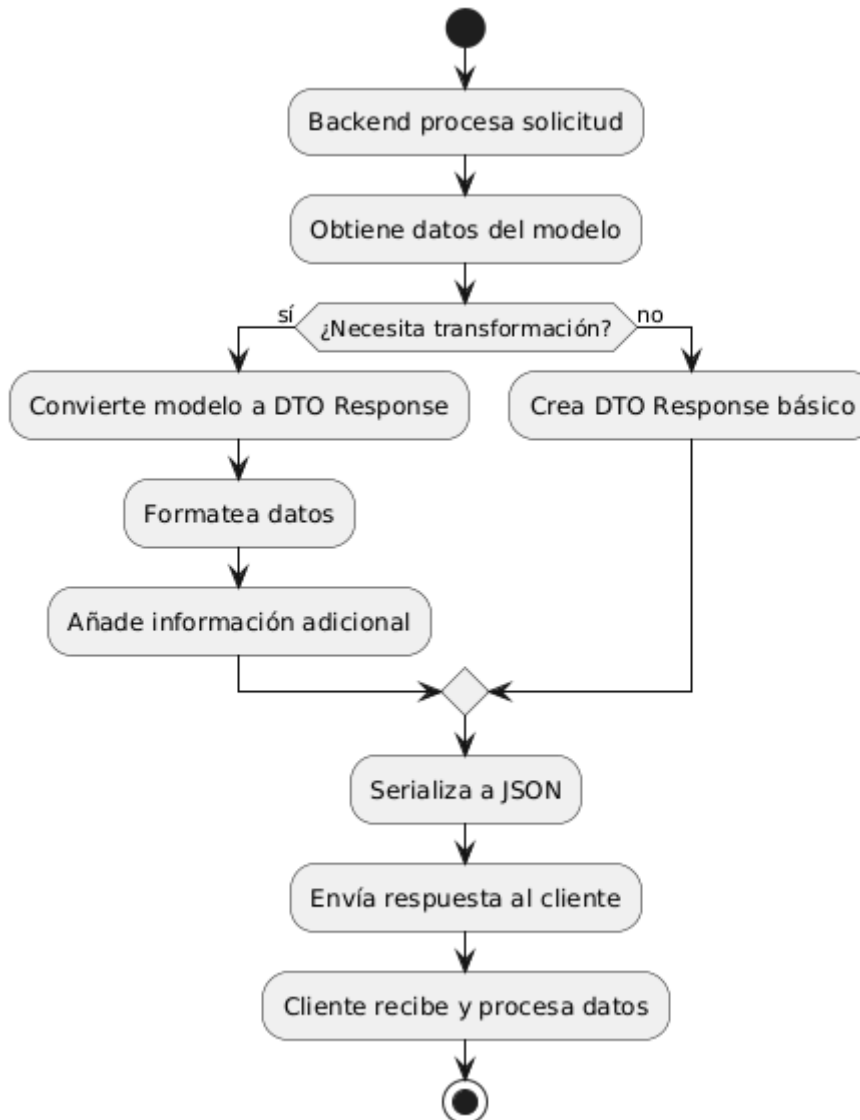 Backend procesa solicitud
Obtiene datos del modelo
sí
¿Necesita transformación?
no
Convierte modelo a DTO Response
Crea DTO Response básico
Formatea datos
Añade información adicional
Serializa a JSON
Envía respuesta al cliente
Cliente recibe y procesa datos